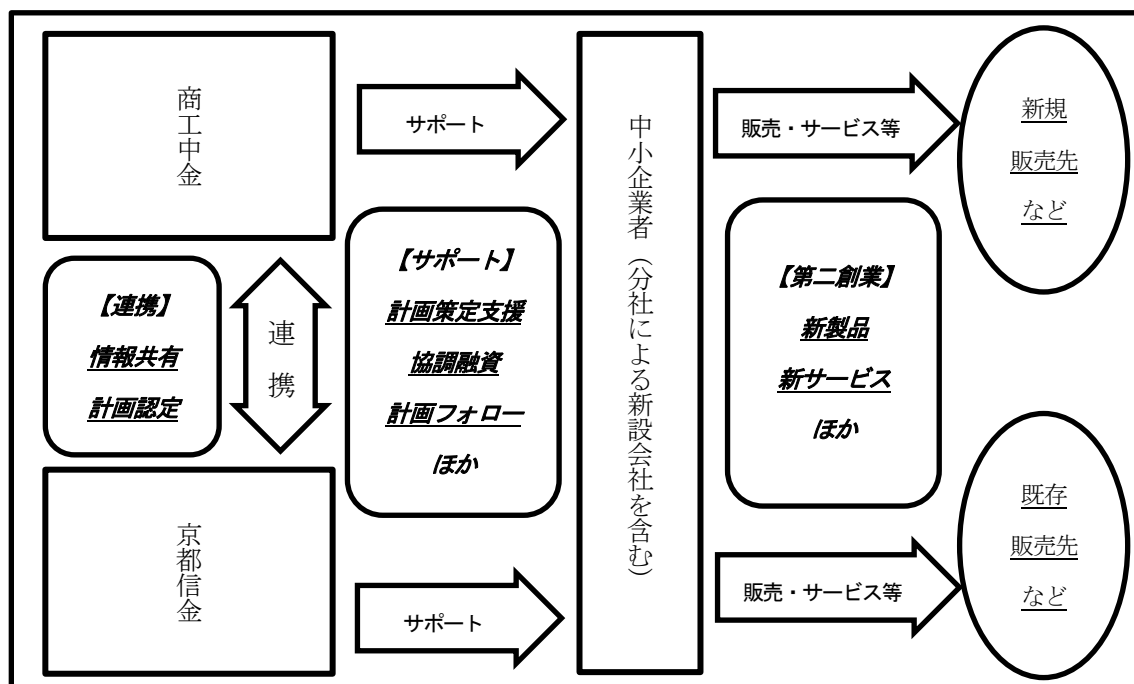 商工中金
サポート
中小企業者（分社による新設会社を含む）
販売・サービス等
新規
販売先
など
【連携】
情報共有
計画認定
連携
【サポート】
計画策定支援
協調融資
計画フォロー
ほか
【第二創業】
新製品
新サービス
ほか
京都信金
サポート
販売・サービス等
既存
販売先
など